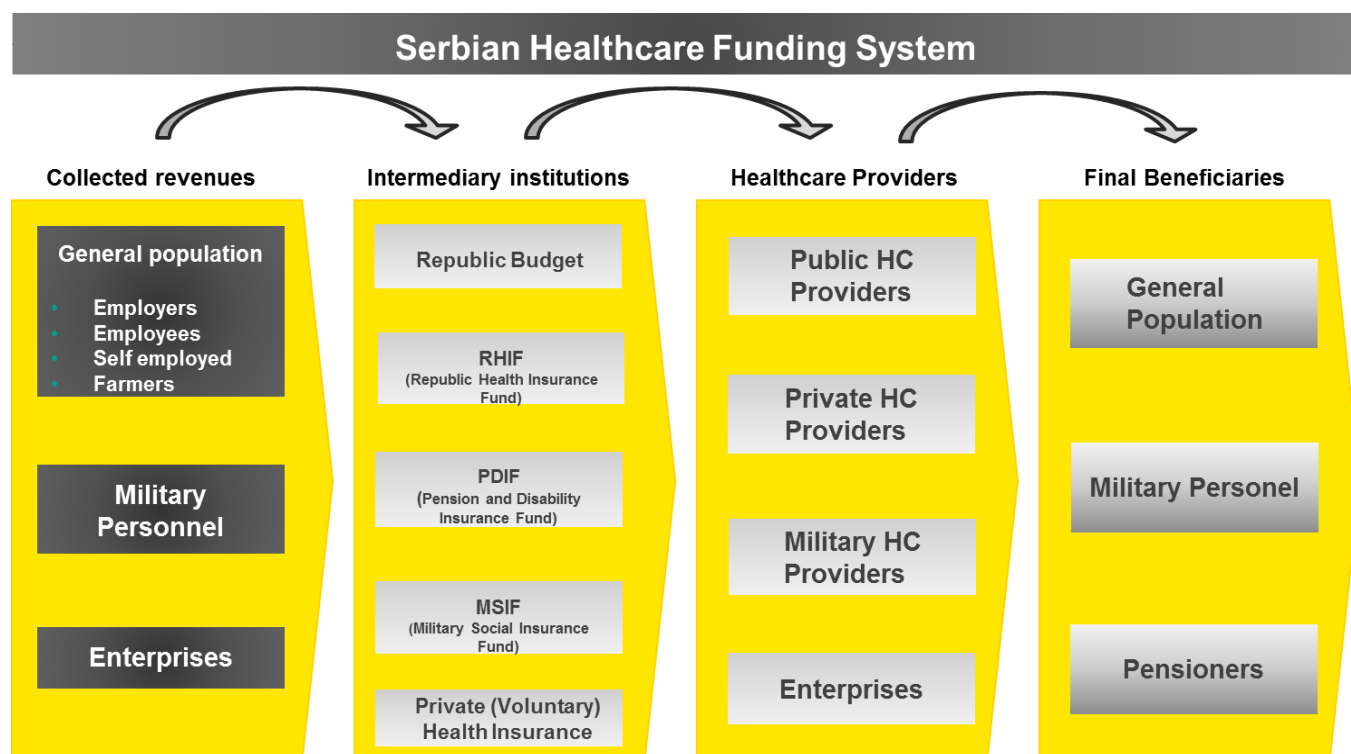 Serbian Healthcare Funding System
Collected revenues
General population
• Employers
• Employees
• Self employed
• Farmers
Military
Personnel
Enterprises
Intermediary institutions
Republic Budget
RHIF
(Republic Health Insurance
Fund)
PDIF
(Pension and Disability
Insurance Fund)
MSIF
(Military Social Insurance
Fund)
Private (Voluntary)
Health Insurance
Healthcare Providers
Public HC
Providers
Private HC
Providers
Military HC
Providers
Enterprises
Final Beneficiaries
General
Population
Military Personel
Pensioners